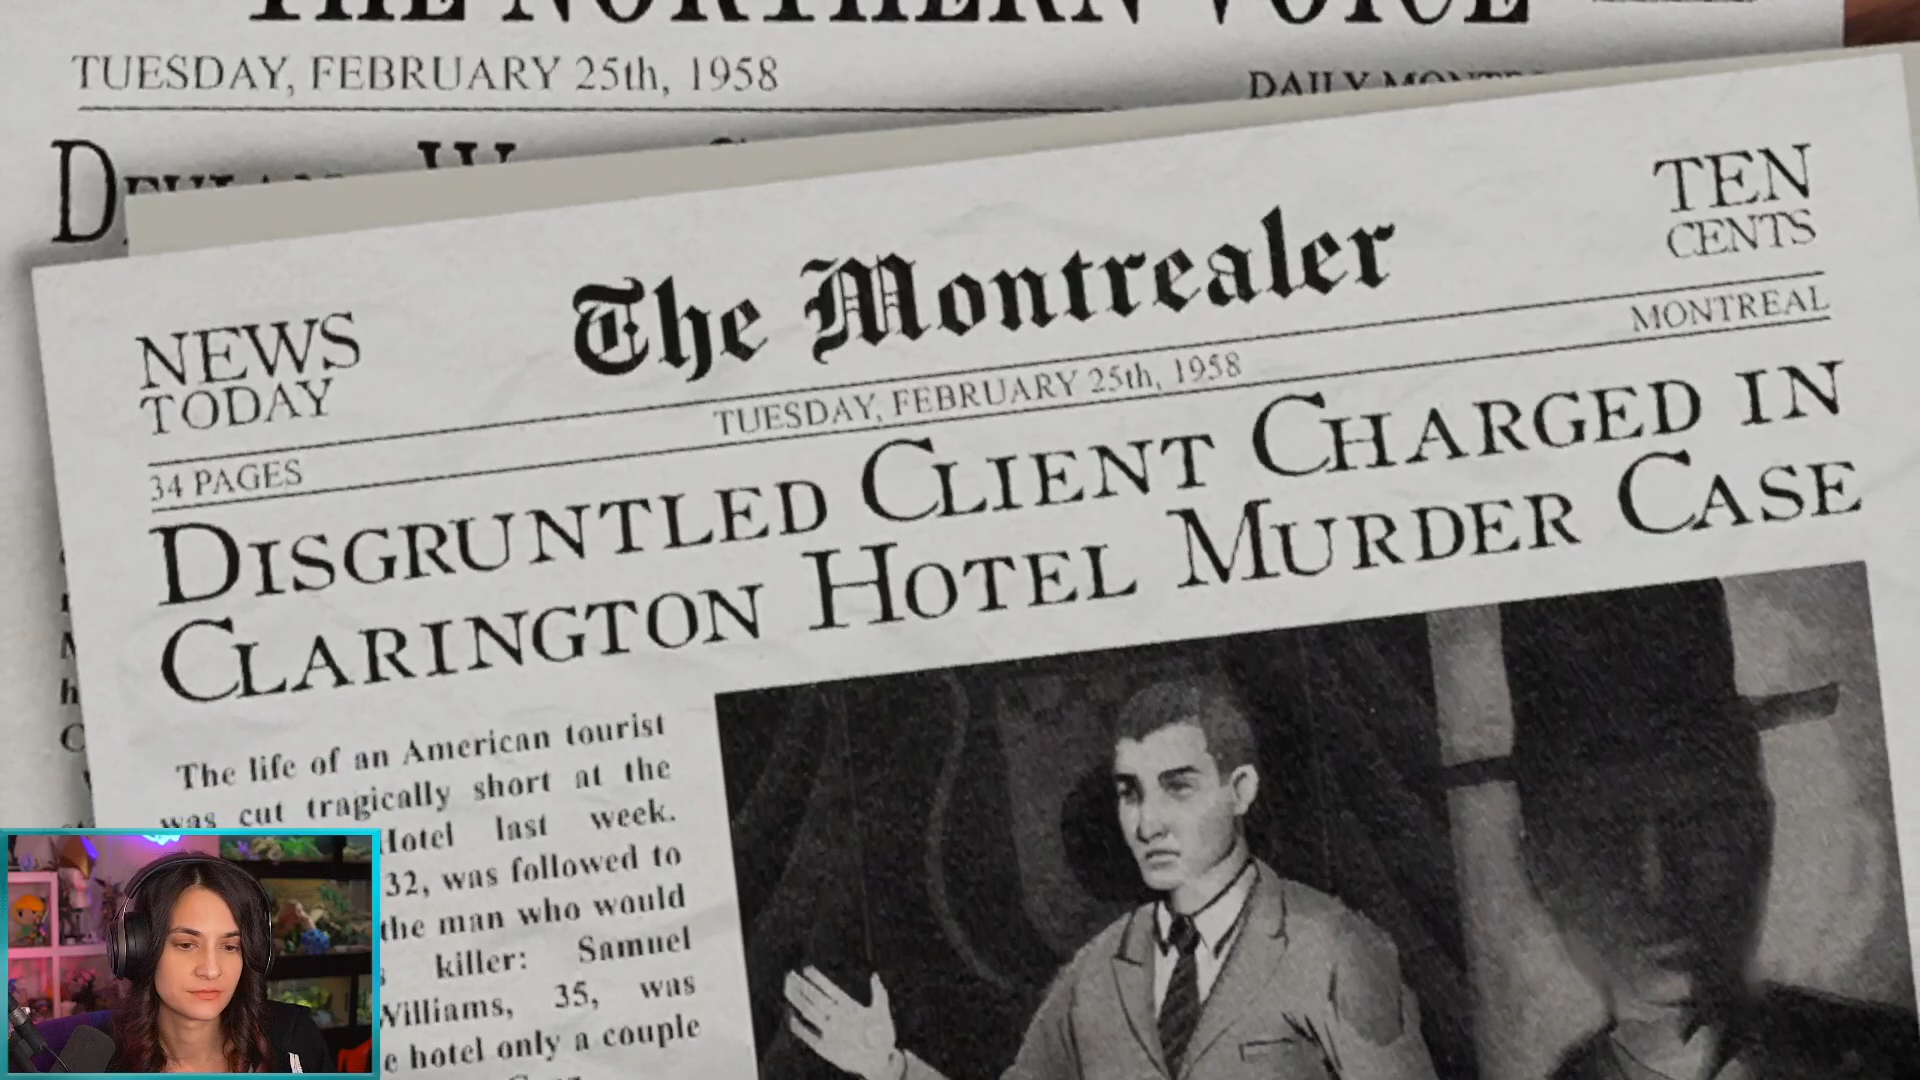 THE NORTHERN VOICE
TUESDAY, FEBRUARY 25th, 1958
DAILY
NEWS
TODAY
The Montrealer
TEN
CENTS
34 PAGES
TUESDAY, FEBRUARY 25th, 1958
MONTREAL
DISGRUNTLED CLIENT CHARGED IN
CLARINGTON HOTEL MURDER CASE
The life of an American tourist
was cut tragically short at the
Hotel last week.
32, was followed to
the man who would
killer: Samuel
Williams, 35, was
hotel only a couple